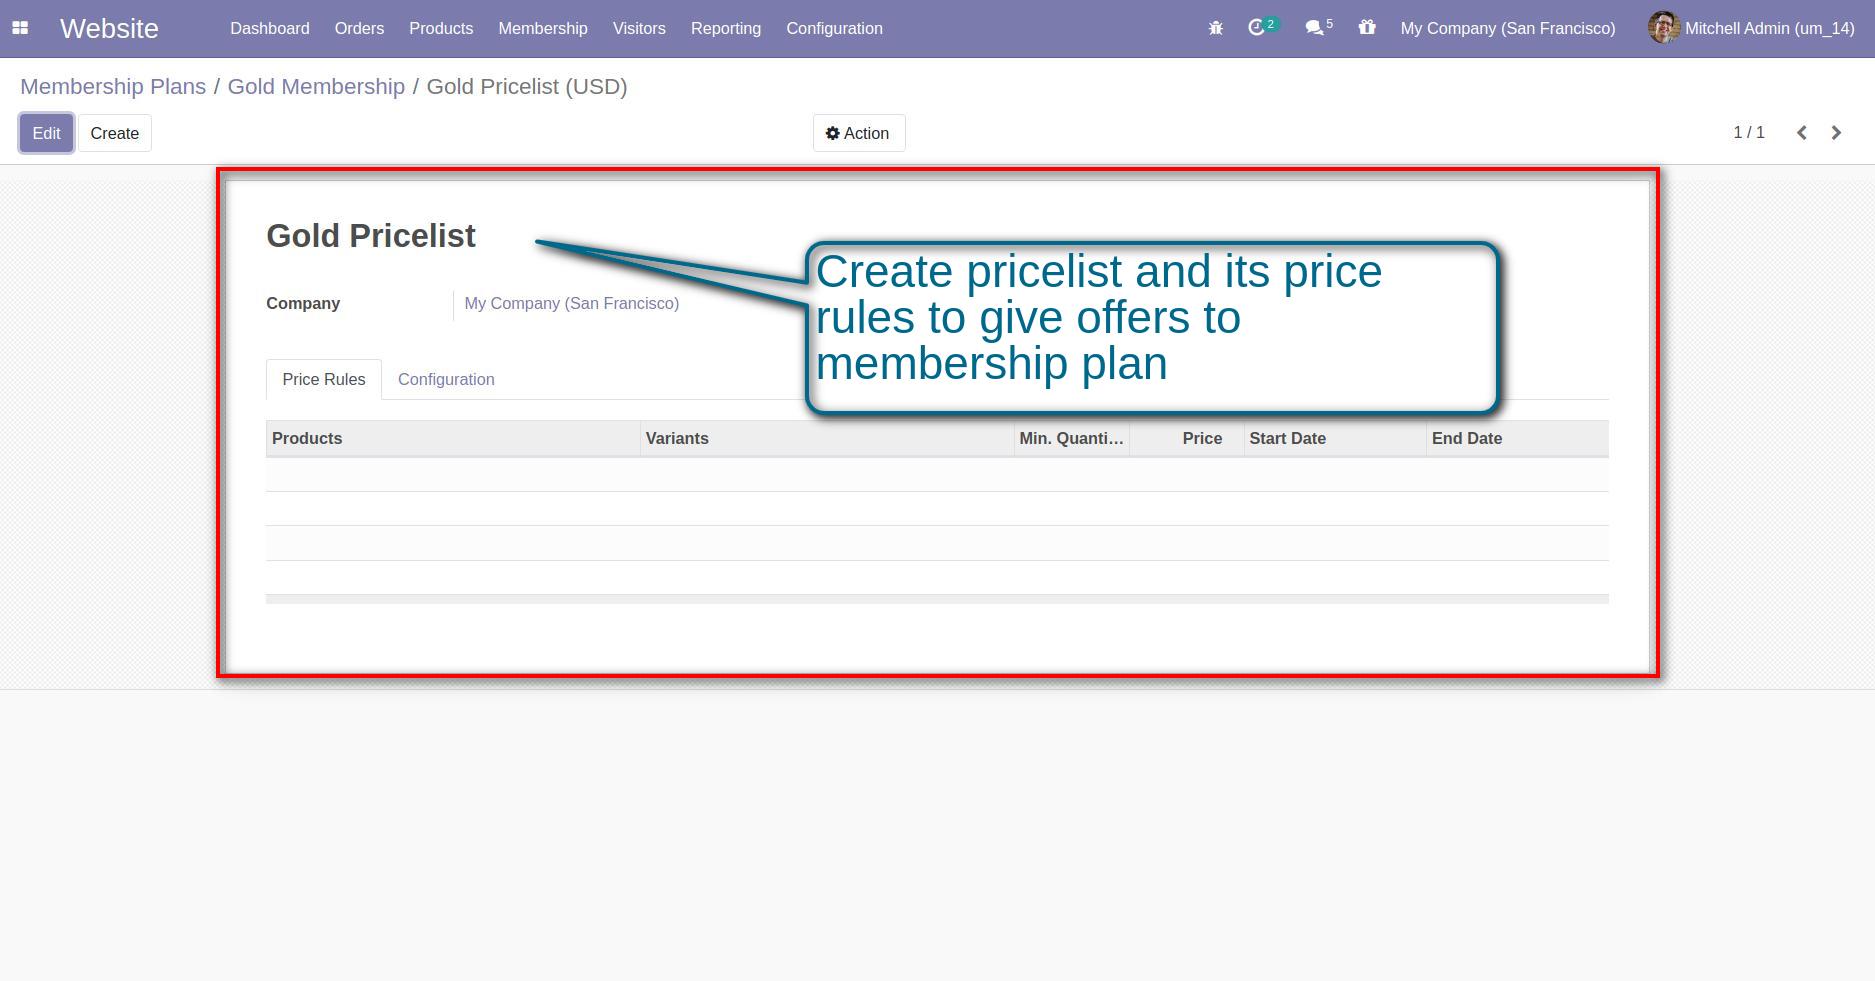 Website Dashboard Orders Products Membership Visitors Reporting Configuration 2 5 My Company (San Francisco) Mitchell Admin (um_14)
Membership Plans / Gold Membership / Gold Pricelist (USD)
Edit Create Action 1 / 1
Gold Pricelist
Company My Company (San Francisco)
Create pricelist and its price
rules to give offers to
membership plan
Price Rules Configuration
Products Variants Min. Quanti... Price Start Date End Date